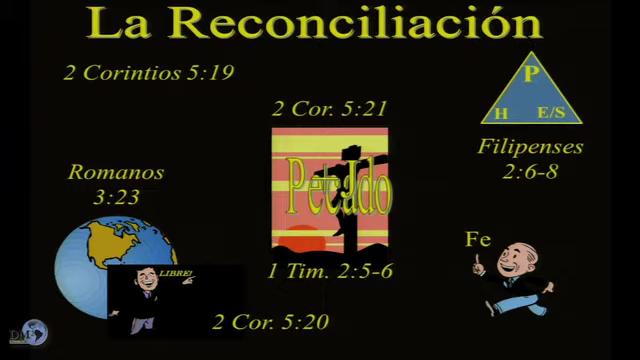 La Reconciliación
2 Corintios 5:19
P
H E/S
2 Cor. 5:21
Filipenses
2:6-8
Romanos
3:23
Pecado
Fe
1 Tim. 2:5-6
LIBRE!
2 Cor. 5:20